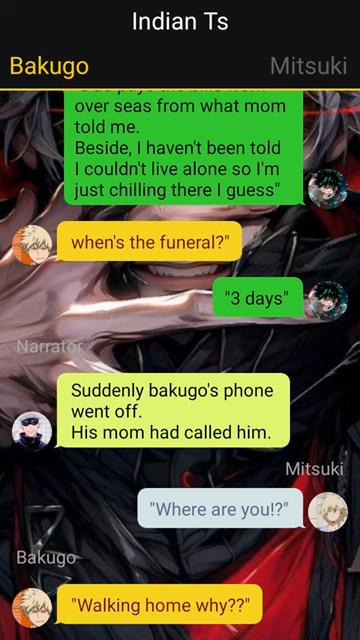 Indian Ts
Bakugo
Mitsuki
over seas from what mom
told me.
Beside, I haven't been told
I couldn't live alone so I'm
just chilling there I guess"
when's the funeral?"
"3 days"
Narrator
Suddenly bakugo's phone
went off.
His mom had called him.
Mitsuki
"Where are you!?"
Bakugo
"Walking home why??"